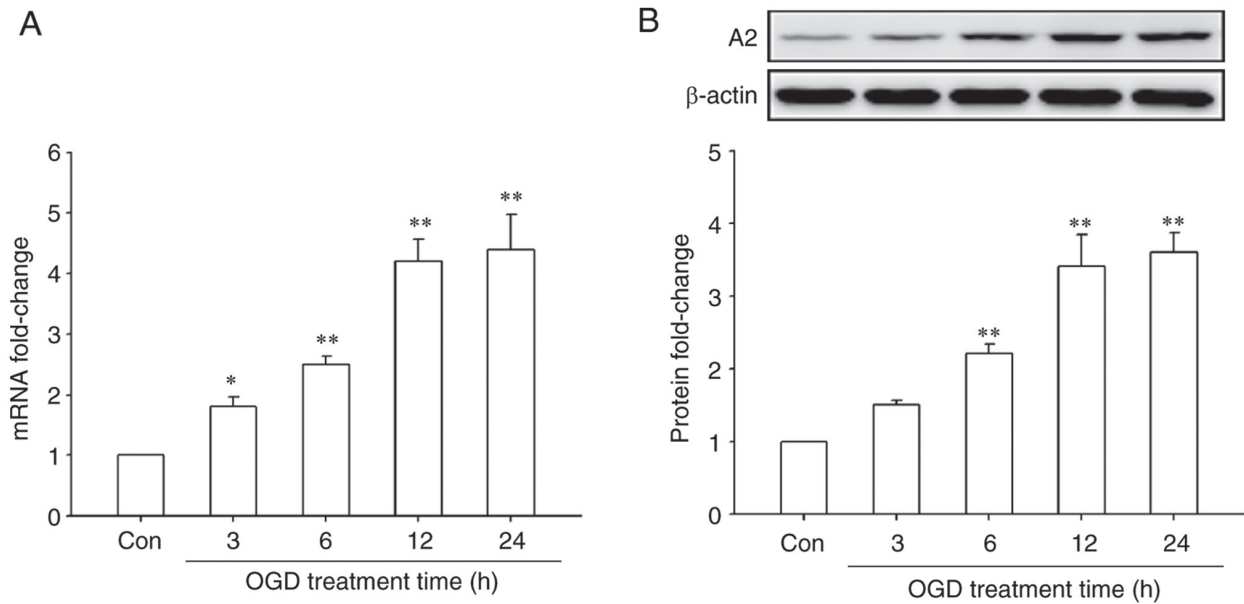 A
mRNA fold-change
6
5
4
3
2
1
0
*
**
**
**
Con 3 6 12 24
OGD treatment time (h)
B
A2
β-actin
Protein fold-change
5
4
3
2
1
0
**
**
**
Con 3 6 12 24
OGD treatment time (h)